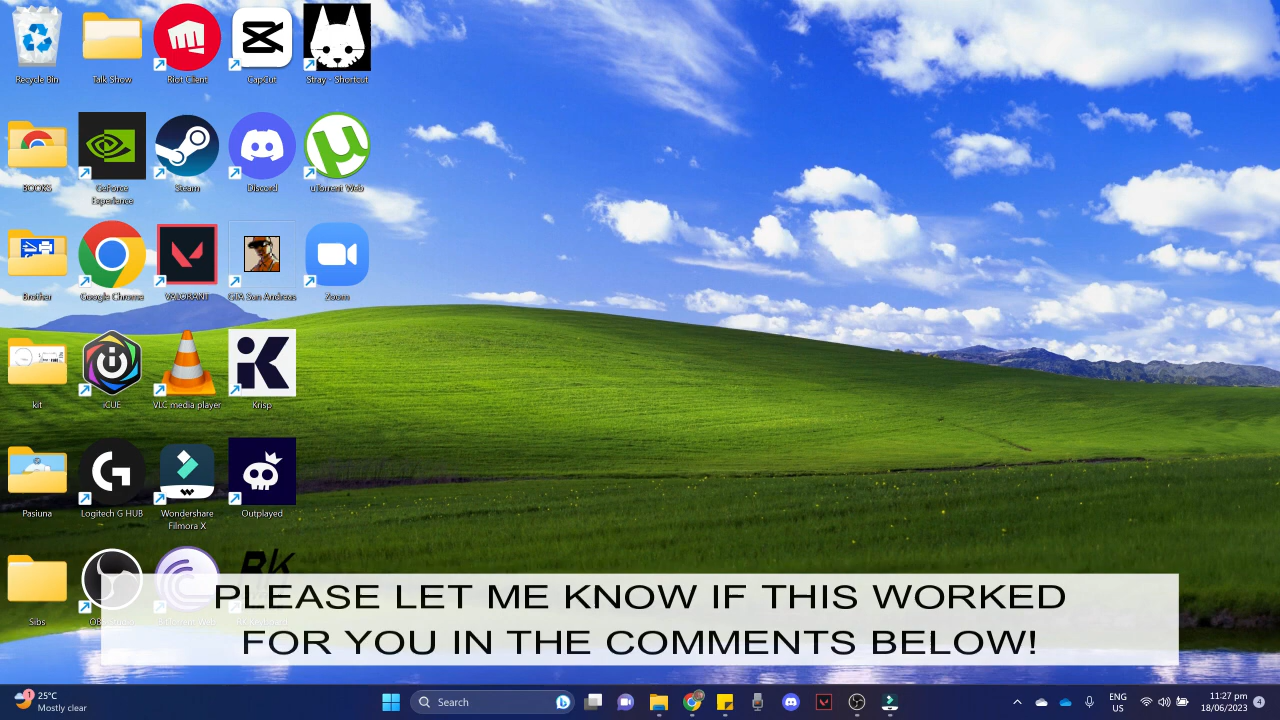 Recycle Bin
Talk Show
Riot Client
CapCut
Stray - Shortcut
BOOKS
GeForce
Experience
Steam
Discord
uTorrent Web
Brother
Google Chrome
VALORANT
GTA San Andreas
Zoom
kit
iCUE
VLC media player
Krisp
Pasiuna
Logitech G HUB
Wondershare
Filmora X
Outplayed
Sibs
PLEASE LET ME KNOW IF THIS WORKED
FOR YOU IN THE COMMENTS BELOW!
1
25°C
Mostly clear
Search
ENG
US
11:27 pm
18/06/2023
4